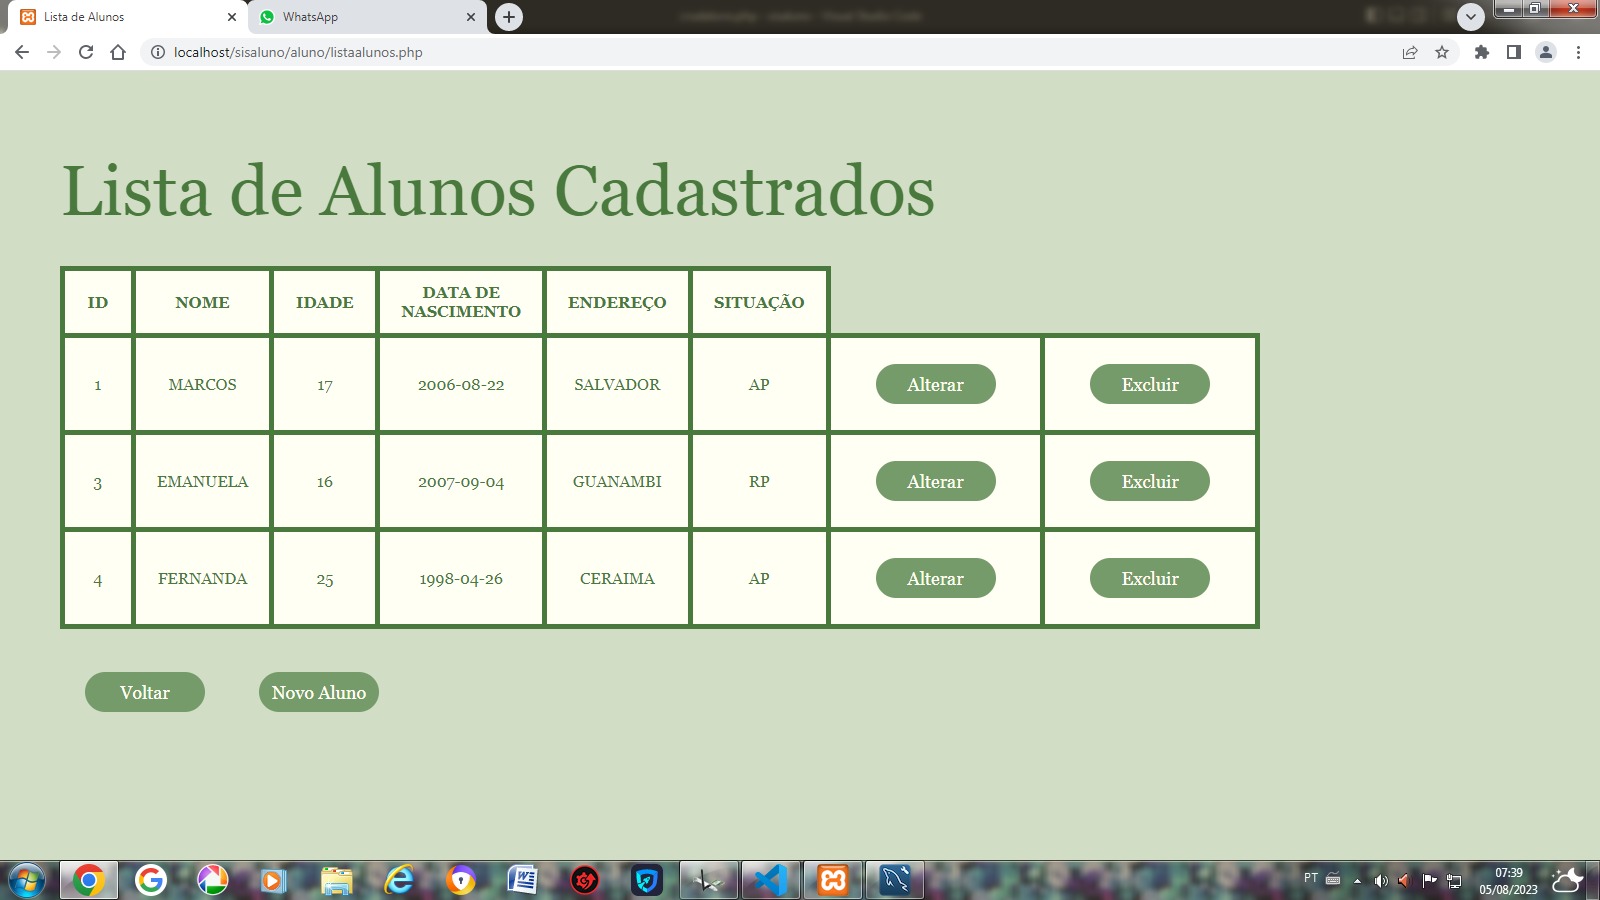 Lista de Alunos
WhatsApp
localhost/sisaluno/aluno/listaalunos.php
Lista de Alunos Cadastrados
ID NOME IDADE DATA DE NASCIMENTO ENDEREÇO SITUAÇÃO
1 MARCOS 17 2006-08-22 SALVADOR AP Alterar Excluir
3 EMANUELA 16 2007-09-04 GUANAMBI RP Alterar Excluir
4 FERNANDA 25 1998-04-26 CERAIMA AP Alterar Excluir
Voltar Novo Aluno
PT
07:39
05/08/2023